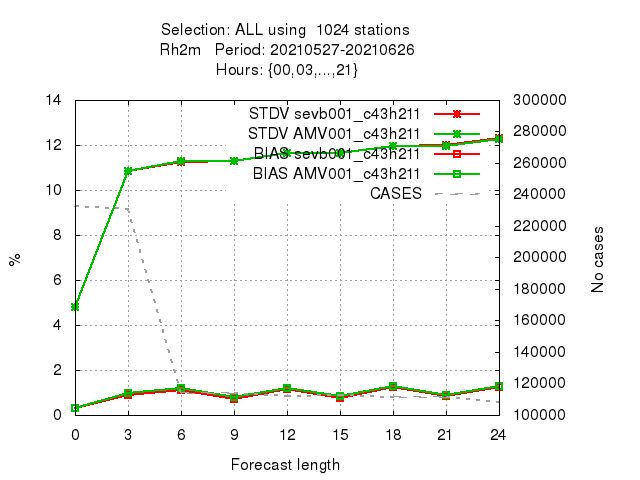 Selection: ALL using  1024 stations
Rh2m   Period: 20210527-20210626
Hours: {00,03,...,21}
14 300000
STDV sevb001_c43h211
STDV AMV001_c43h211 280000
12 BIAS sevb001_c43h211 260000
BIAS AMV001_c43h211
10 CASES 240000
220000
8 200000
% No cases
6 180000
160000
4 140000
2 120000
0 100000
0 3 6 9 12 15 18 21 24
Forecast length